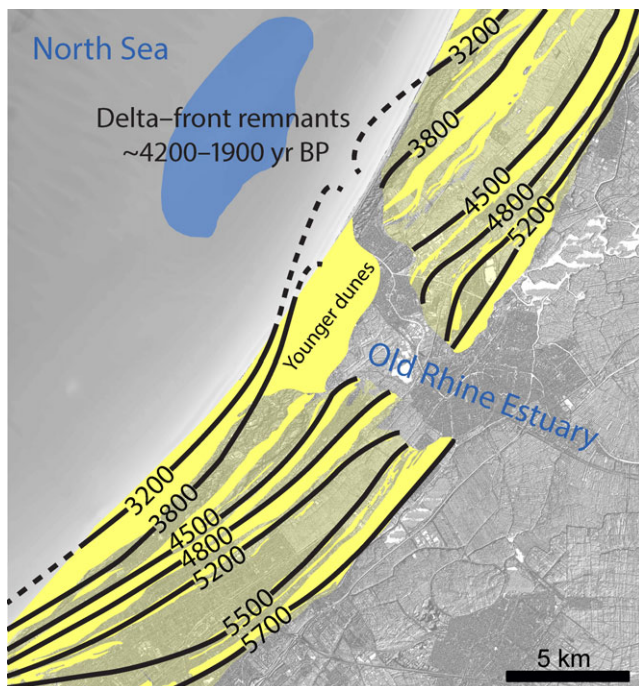 North Sea
Delta–front remnants
~4200–1900 yr BP
3200
3800
4500
4800
5200
Younger dunes
Old Rhine Estuary
3200
3800
4500
4800
5200
5500
5700
5 km